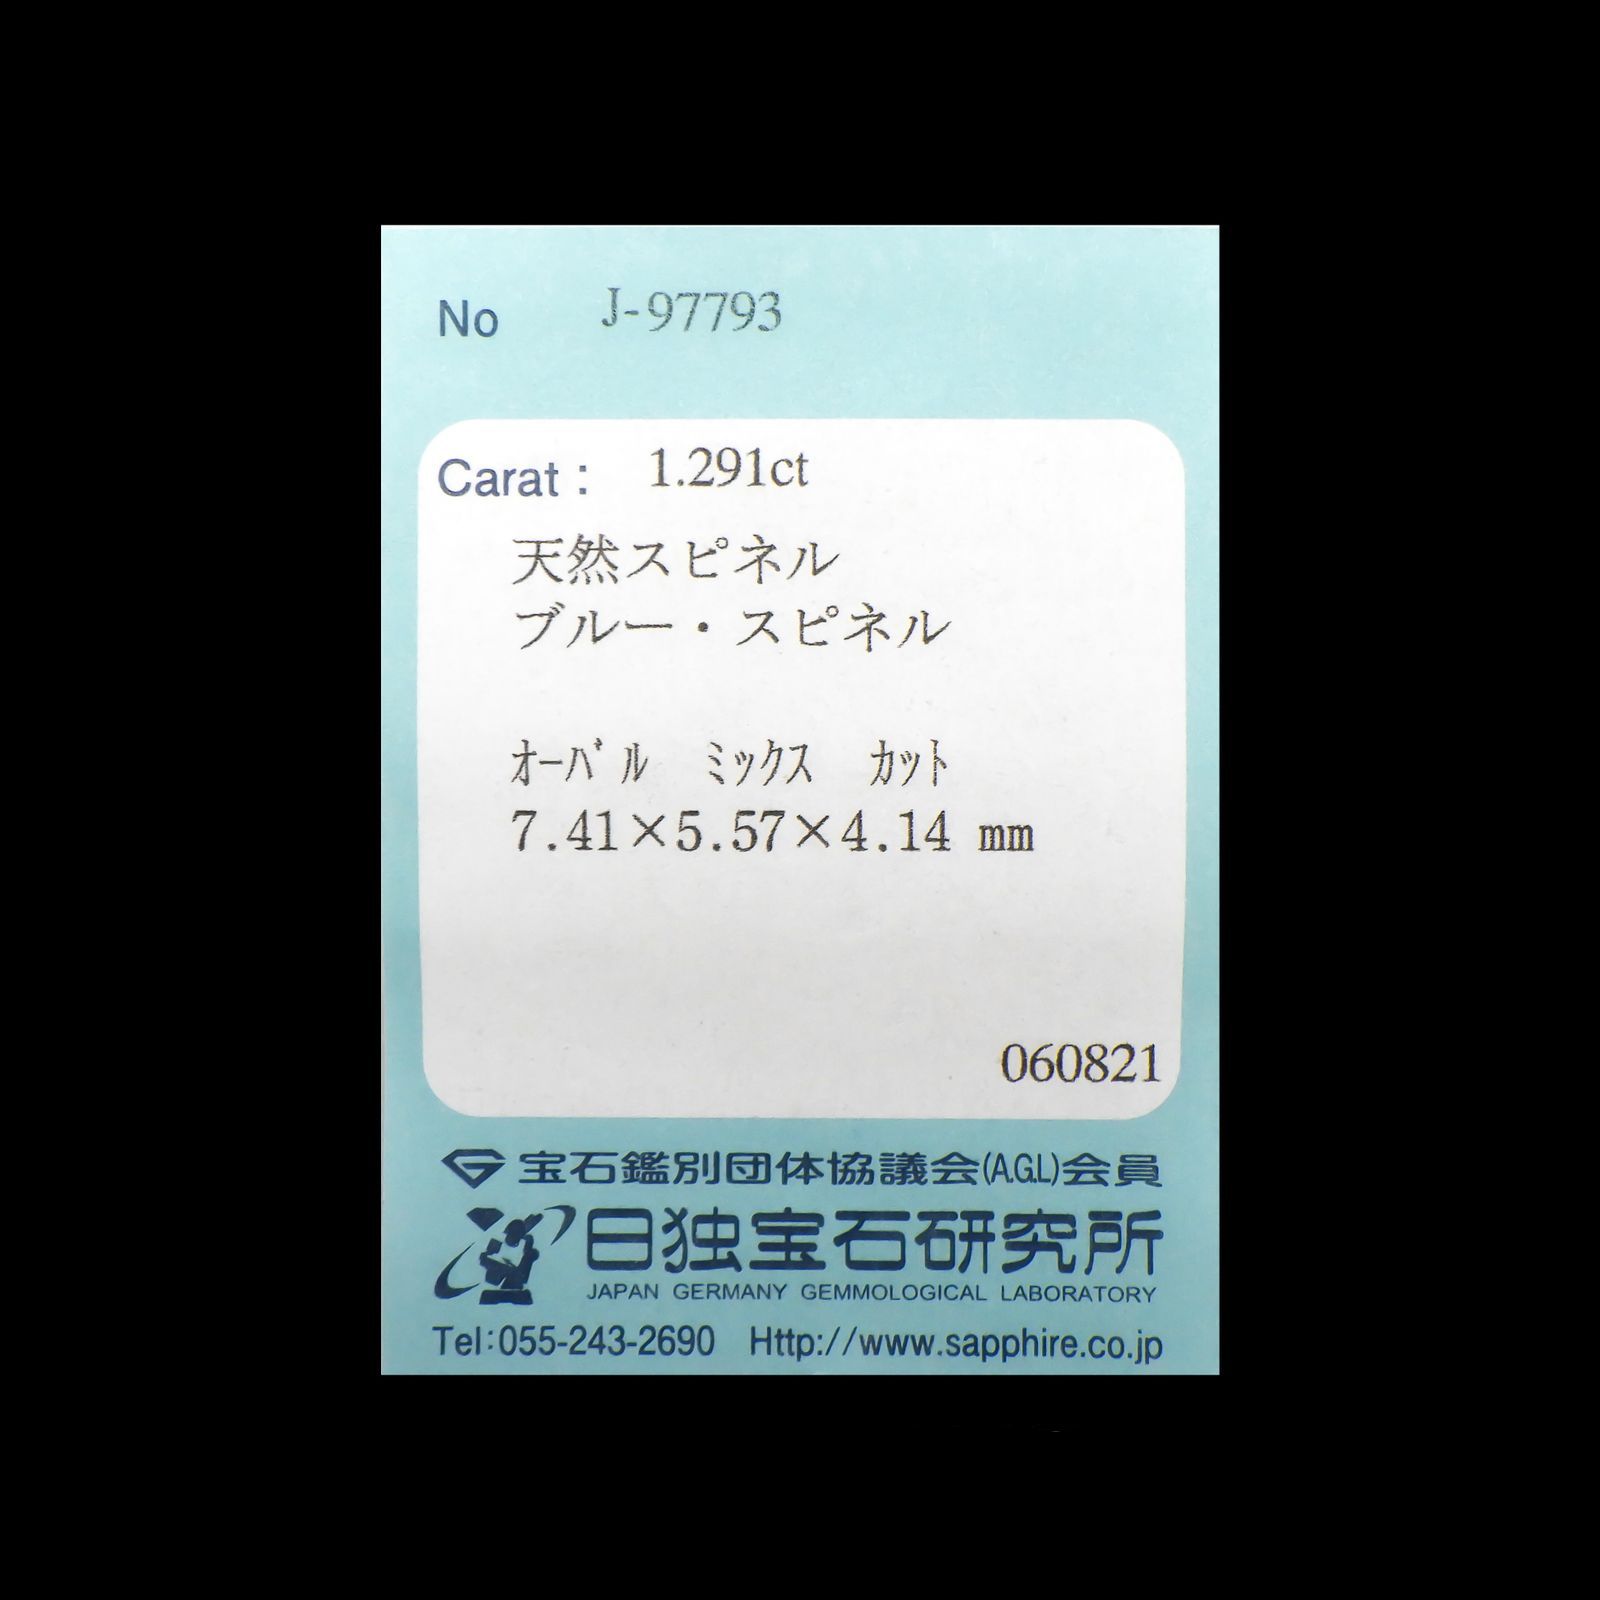 No J-97793
Carat: 1.291ct
天然スピネル
ブルー・スピネル
ｵｰﾊﾞﾙ ﾐｯｸｽ ｶｯﾄ
7.41×5.57×4.14 mm
060821
宝石鑑別団体協議会(A.G.L)会員
日独宝石研究所
JAPAN GERMANY GEMMOLOGICAL LABORATORY
Tel:055-243-2690 Http://www.sapphire.co.jp